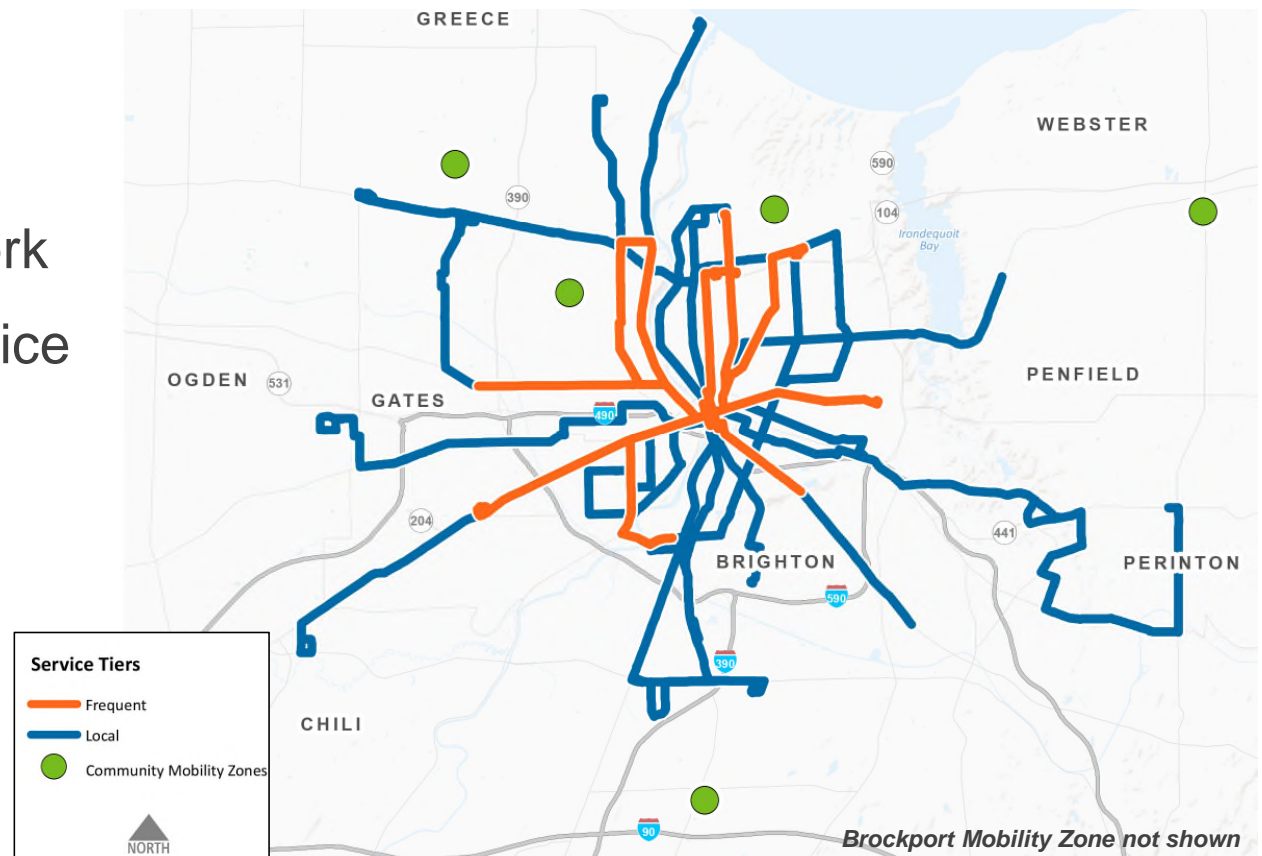 GREECE
WEBSTER
590
390
104
Irondequoit
Bay
rk
ice
OGDEN
531
GATES
490
PENFIELD
204
441
BRIGHTON
PERINTON
590
390
CHILI
90
Service Tiers
Frequent
Local
Community Mobility Zones
NORTH
Brockport Mobility Zone not shown